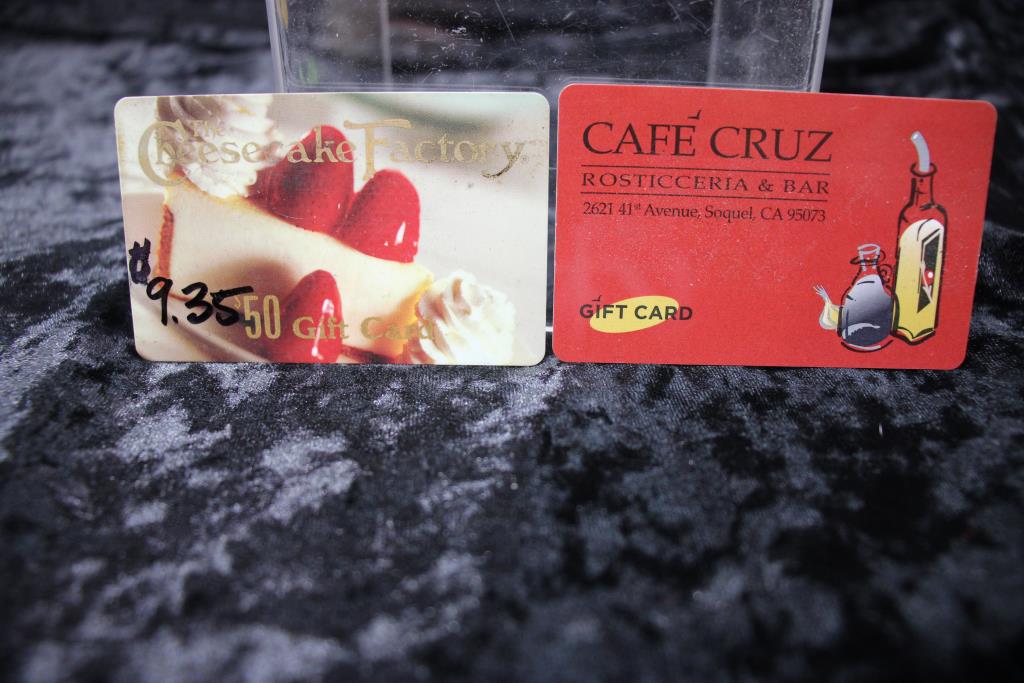 The
Cheesecake Factory
$9.35
$50 Gift Card
CAFÉ CRUZ
ROSTICCERIA & BAR
2621 41st Avenue, Soquel, CA 95073
GIFT CARD